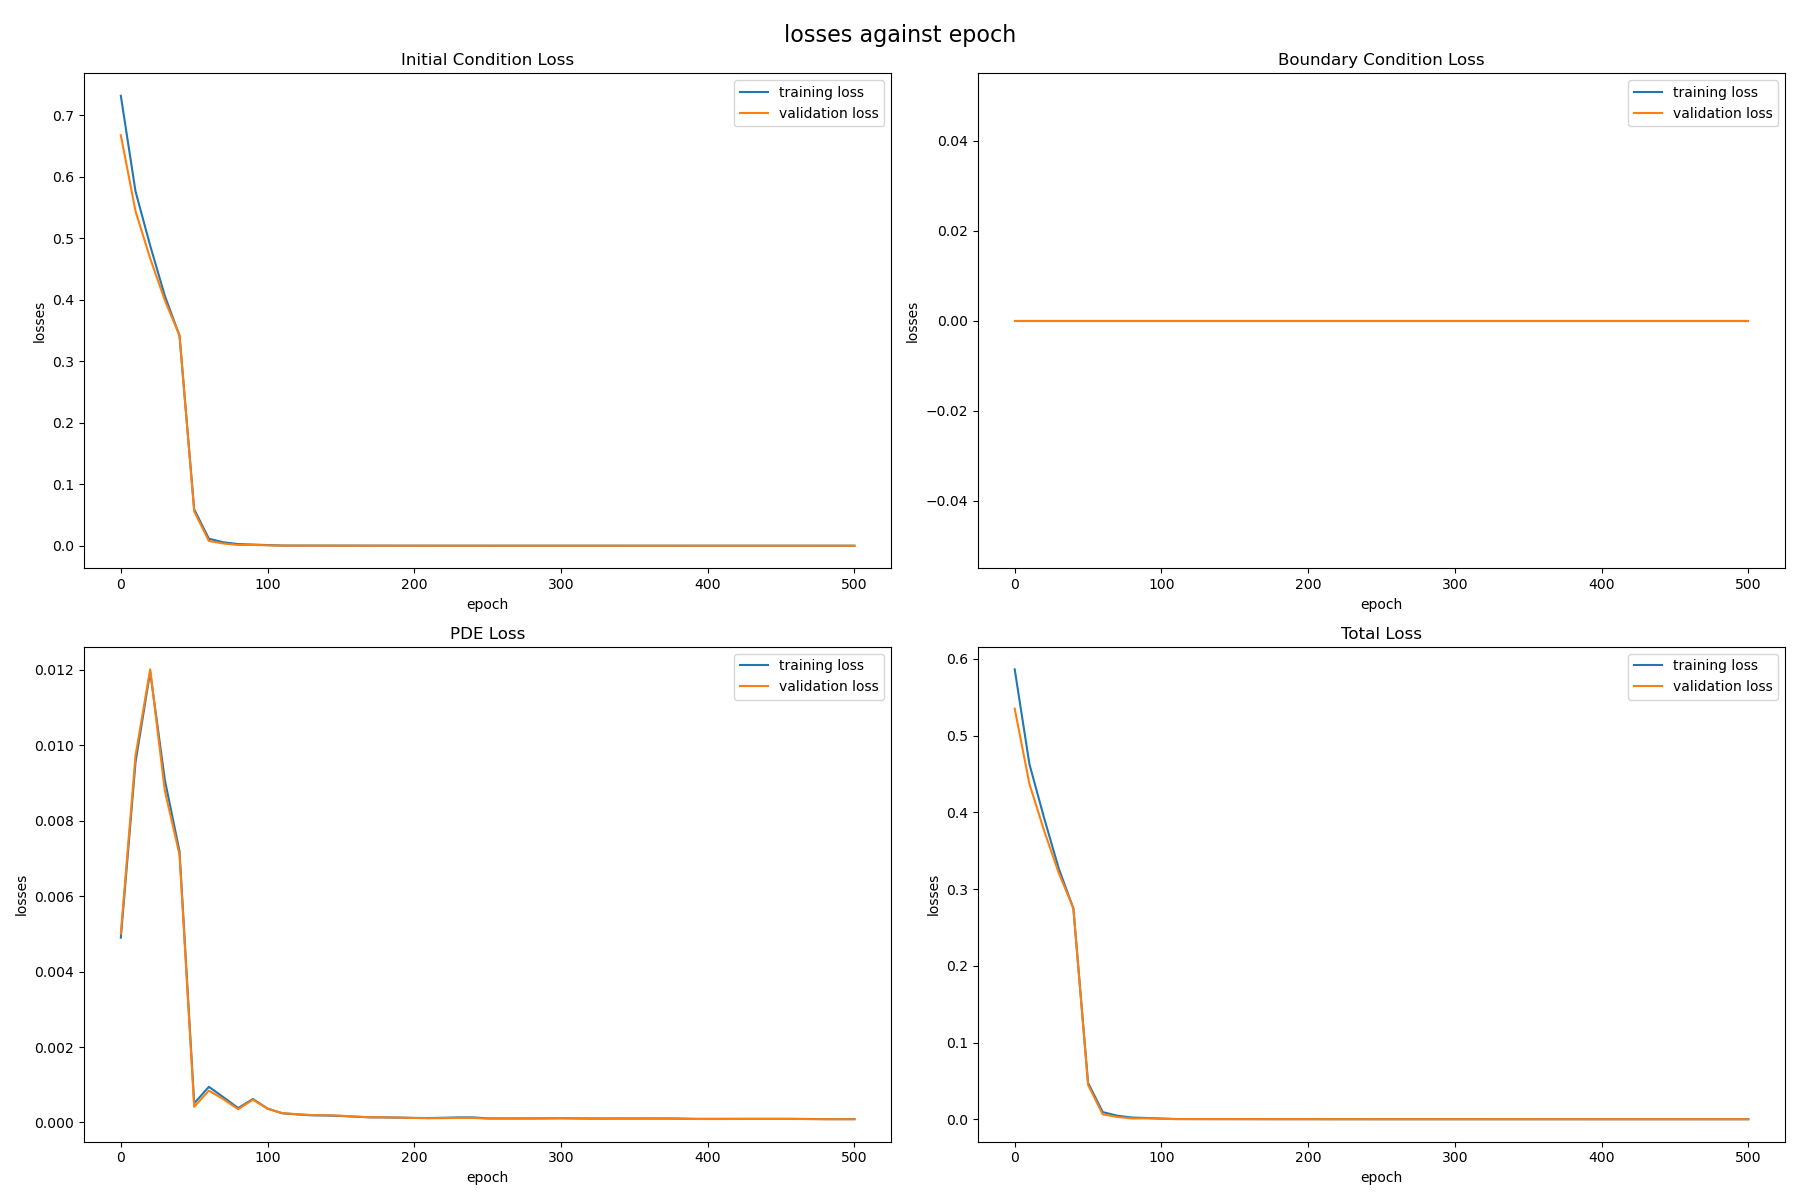 losses against epoch
Initial Condition Loss
training loss
validation loss
0.7
0.6
0.5
0.4
0.3
0.2
0.1
0.0
losses
0 100 200 300 400 500
epoch
Boundary Condition Loss
training loss
validation loss
0.04
0.02
0.00
−0.02
−0.04
losses
0 100 200 300 400 500
epoch
PDE Loss
training loss
validation loss
0.012
0.010
0.008
0.006
0.004
0.002
0.000
losses
0 100 200 300 400 500
epoch
Total Loss
training loss
validation loss
0.6
0.5
0.4
0.3
0.2
0.1
0.0
losses
0 100 200 300 400 500
epoch